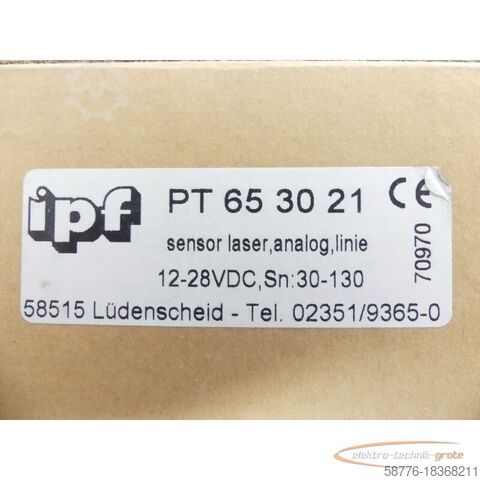 ipf
PT 65 30 21 CE
sensor laser,analog,linie
12-28VDC,Sn:30-130
70970
58515 Lüdenscheid - Tel. 02351/9365-0
elektro-technik-grote
58776-18368211